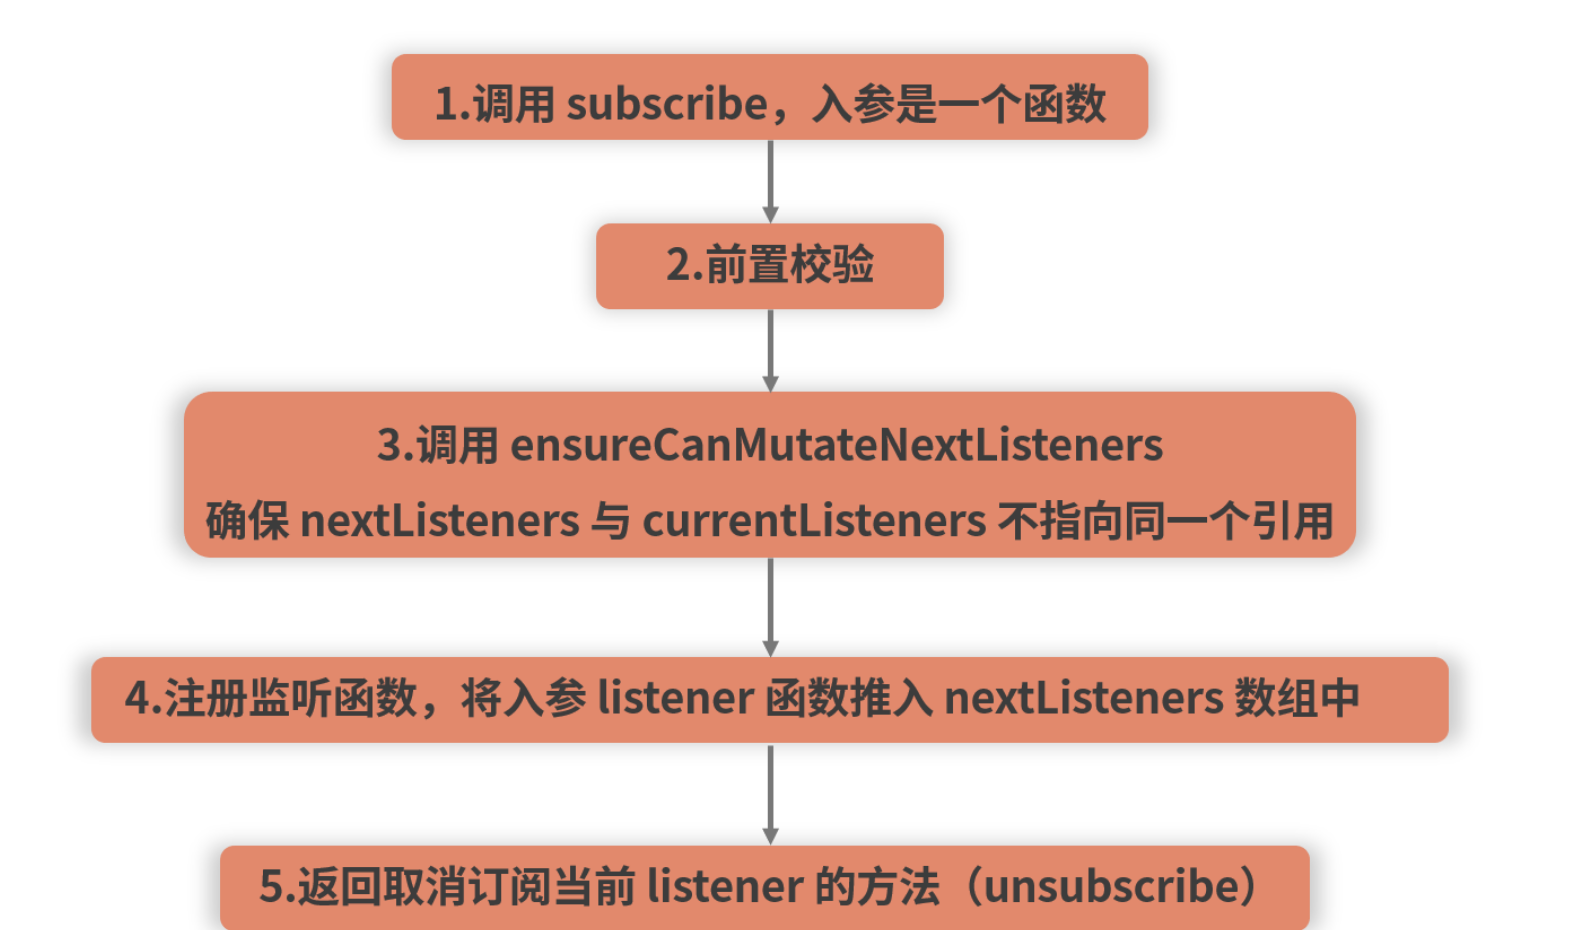 1.调用 subscribe，入参是一个函数
2.前置校验
3.调用 ensureCanMutateNextListeners
确保 nextListeners 与 currentListeners 不指向同一个引用
4.注册监听函数，将入参 listener 函数推入 nextListeners 数组中
5.返回取消订阅当前 listener 的方法（unsubscribe）